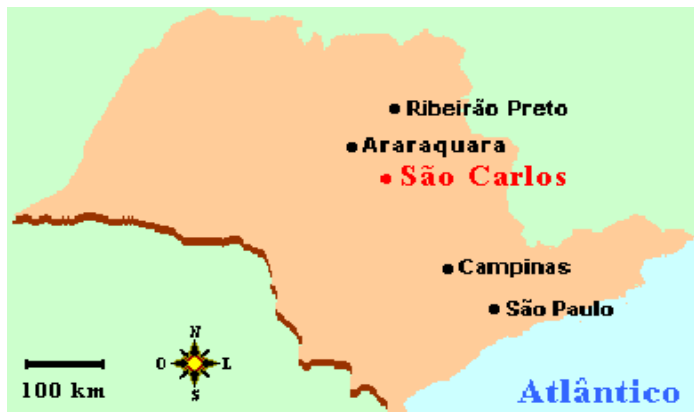 Ribeirão Preto
Araraquara
São Carlos
Campinas
São Paulo
N
O L
S
100 km
Atlântico